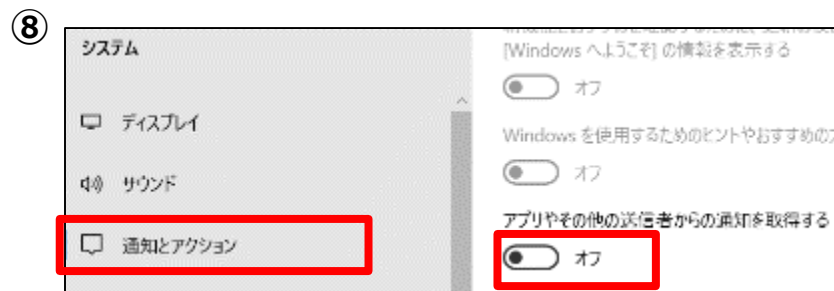 ⑧
システム
ディスプレイ
サウンド
通知とアクション
[Windows へようこそ] の情報を表示する
オフ
Windows を使用するためのヒントやおすすめの
オフ
アプリやその他の送信者からの通知を取得する
オフ